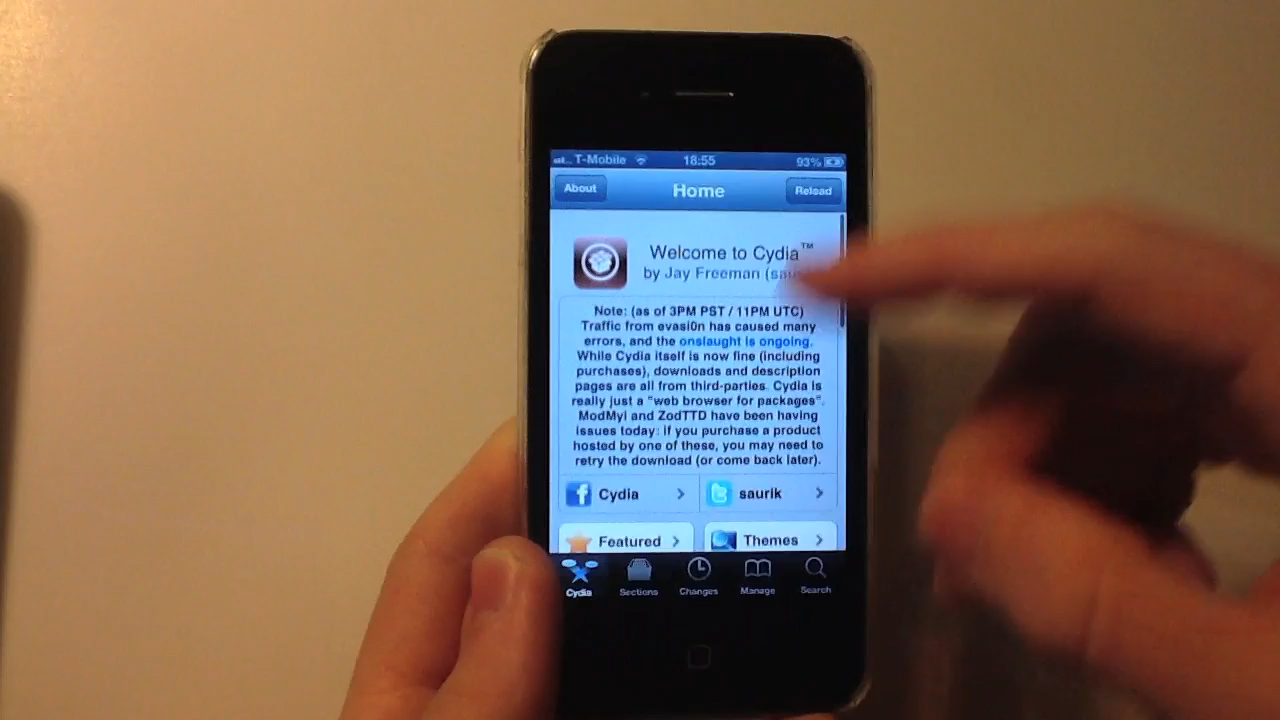 T-Mobile 18:55 93%
About Home Reload
Welcome to Cydia™
by Jay Freeman
Note: (as of 3PM PST / 11PM UTC)
Traffic from evasi0n has caused many
errors, and the onslaught is ongoing.
While Cydia itself is now fine (including
purchases), downloads and description
pages are all from third-parties. Cydia is
really just a "web browser for packages".
ModMyi and ZodTTD have been having
issues today: if you purchase a product
hosted by one of these, you may need to
retry the download (or come back later).
Cydia saurik
Featured Themes
Cydia Sections Changes Manage Search